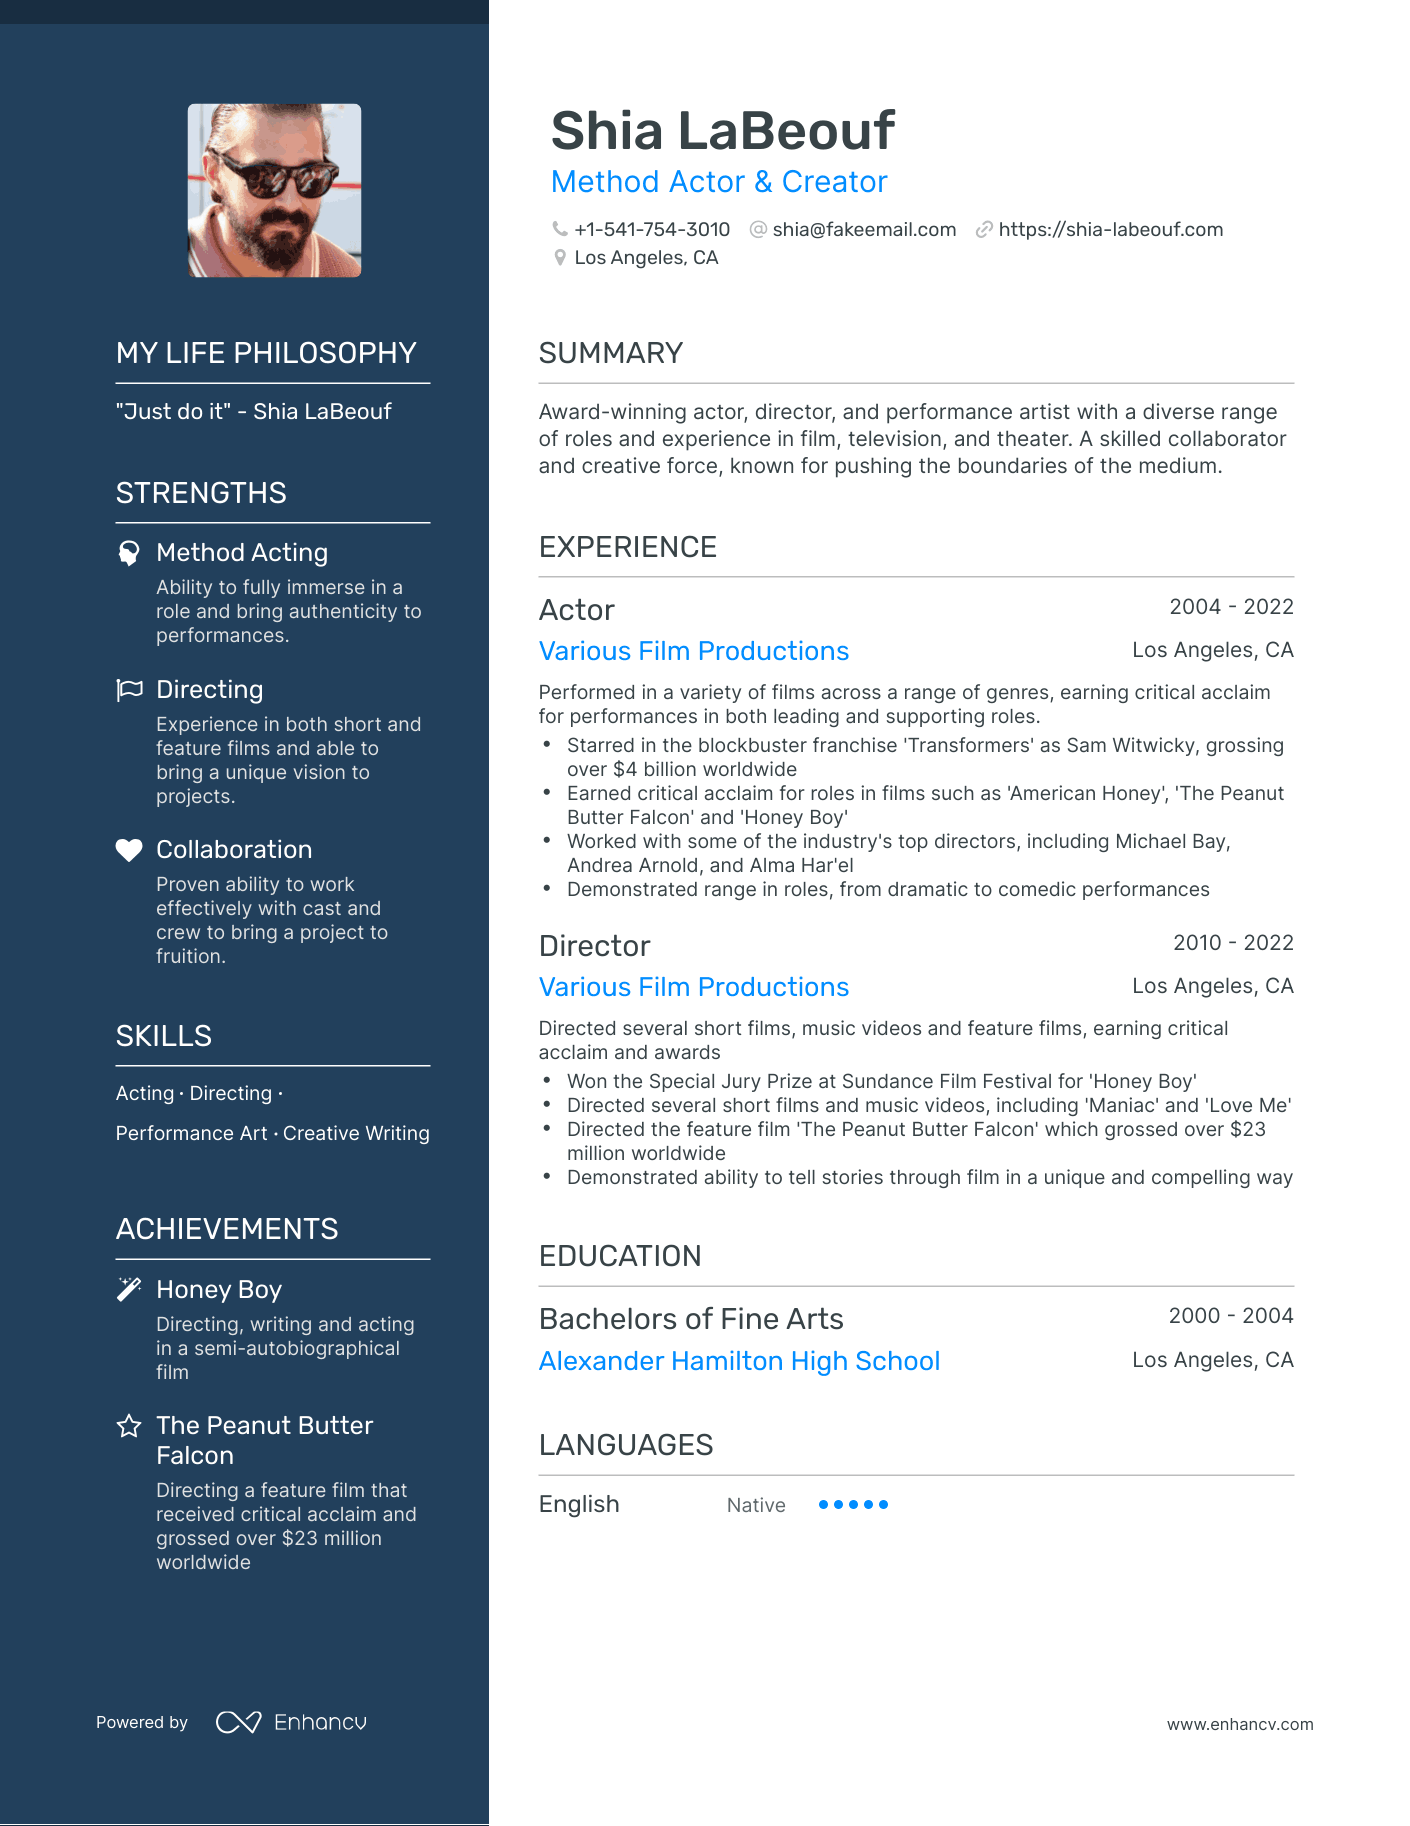 Shia LaBeouf
Method Actor & Creator
+1-541-754-3010 shia@fakeemail.com https://shia-labeouf.com
Los Angeles, CA
MY LIFE PHILOSOPHY
"Just do it" - Shia LaBeouf
STRENGTHS
Method Acting
Ability to fully immerse in a
role and bring authenticity to
performances.
Directing
Experience in both short and
feature films and able to
bring a unique vision to
projects.
Collaboration
Proven ability to work
effectively with cast and
crew to bring a project to
fruition.
SKILLS
Acting · Directing ·
Performance Art · Creative Writing
ACHIEVEMENTS
Honey Boy
Directing, writing and acting
in a semi-autobiographical
film
The Peanut Butter
Falcon
Directing a feature film that
received critical acclaim and
grossed over $23 million
worldwide
SUMMARY
Award-winning actor, director, and performance artist with a diverse range
of roles and experience in film, television, and theater. A skilled collaborator
and creative force, known for pushing the boundaries of the medium.
EXPERIENCE
Actor 2004 - 2022
Various Film Productions Los Angeles, CA
Performed in a variety of films across a range of genres, earning critical acclaim
for performances in both leading and supporting roles.
• Starred in the blockbuster franchise 'Transformers' as Sam Witwicky, grossing
over $4 billion worldwide
• Earned critical acclaim for roles in films such as 'American Honey', 'The Peanut
Butter Falcon' and 'Honey Boy'
• Worked with some of the industry's top directors, including Michael Bay,
Andrea Arnold, and Alma Har'el
• Demonstrated range in roles, from dramatic to comedic performances
Director 2010 - 2022
Various Film Productions Los Angeles, CA
Directed several short films, music videos and feature films, earning critical
acclaim and awards
• Won the Special Jury Prize at Sundance Film Festival for 'Honey Boy'
• Directed several short films and music videos, including 'Maniac' and 'Love Me'
• Directed the feature film 'The Peanut Butter Falcon' which grossed over $23
million worldwide
• Demonstrated ability to tell stories through film in a unique and compelling way
EDUCATION
Bachelors of Fine Arts 2000 - 2004
Alexander Hamilton High School Los Angeles, CA
LANGUAGES
English Native
Powered by Enhancv
www.enhancv.com